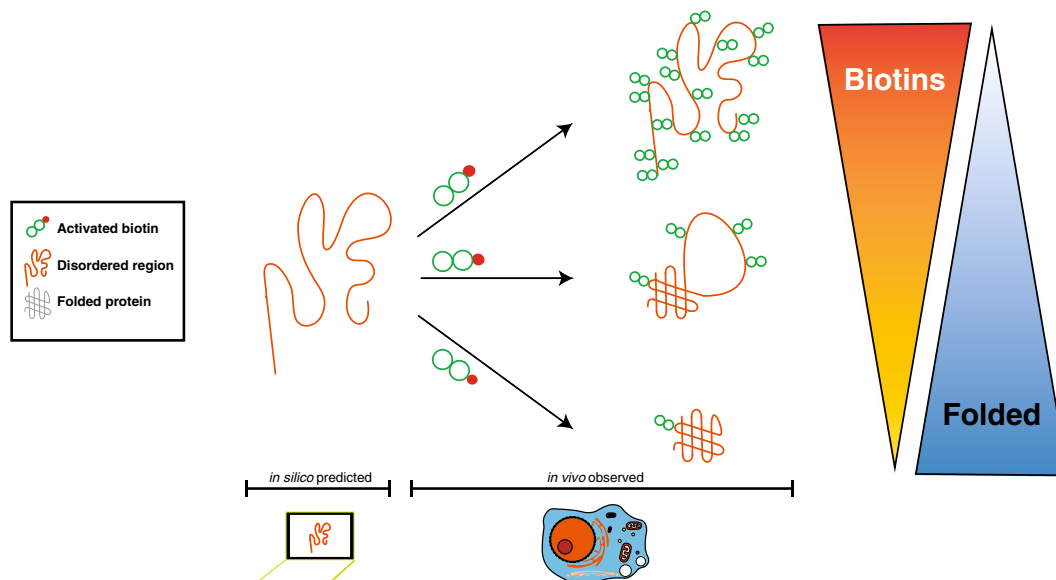 Biotins
Activated biotin
Disordered region
Folded protein
Folded
in silico predicted
in vivo observed